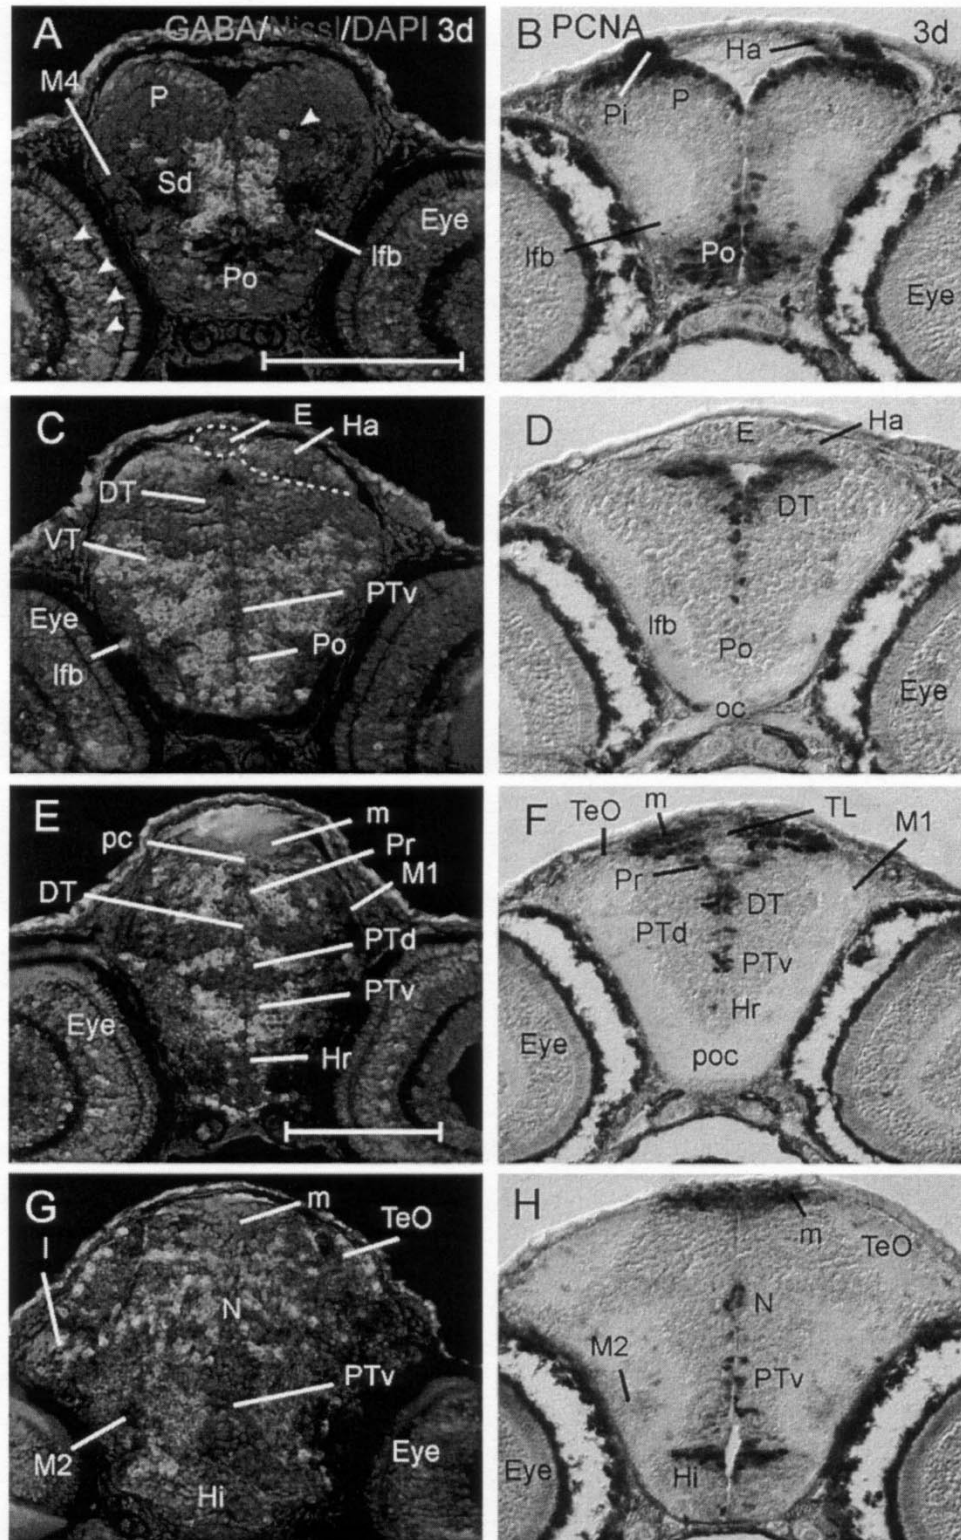 A GABA/Nissl/DAPI 3d
M4
P
Sd
Eye
lfb
Po
B PCNA 3d
Ha
Pi
P
lfb
Po
Eye
C
E
Ha
DT
VT
PTv
Eye
Po
lfb
D
E
Ha
DT
lfb
Po
Eye
oc
E
m
pc
Pr
M1
DT
PTd
PTv
Eye
Hr
F
TeO
m
TL
M1
Pr
DT
PTd
PTv
Hr
Eye
poc
G
m
TeO
I
N
PTv
M2
Eye
Hi
H
m
TeO
N
M2
PTv
Eye
Hi